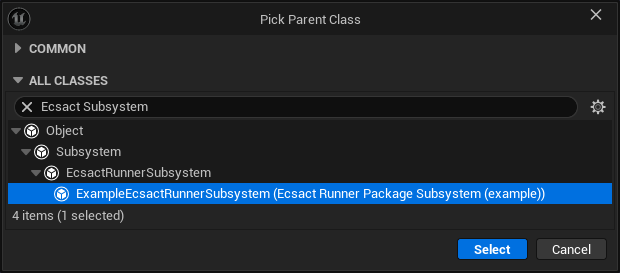 Pick Parent Class
COMMON
ALL CLASSES
Ecsact Subsystem
Object
Subsystem
EcsactRunnerSubsystem
ExampleEcsactRunnerSubsystem (Ecsact Runner Package Subsystem (example))
4 items (1 selected)
Select
Cancel